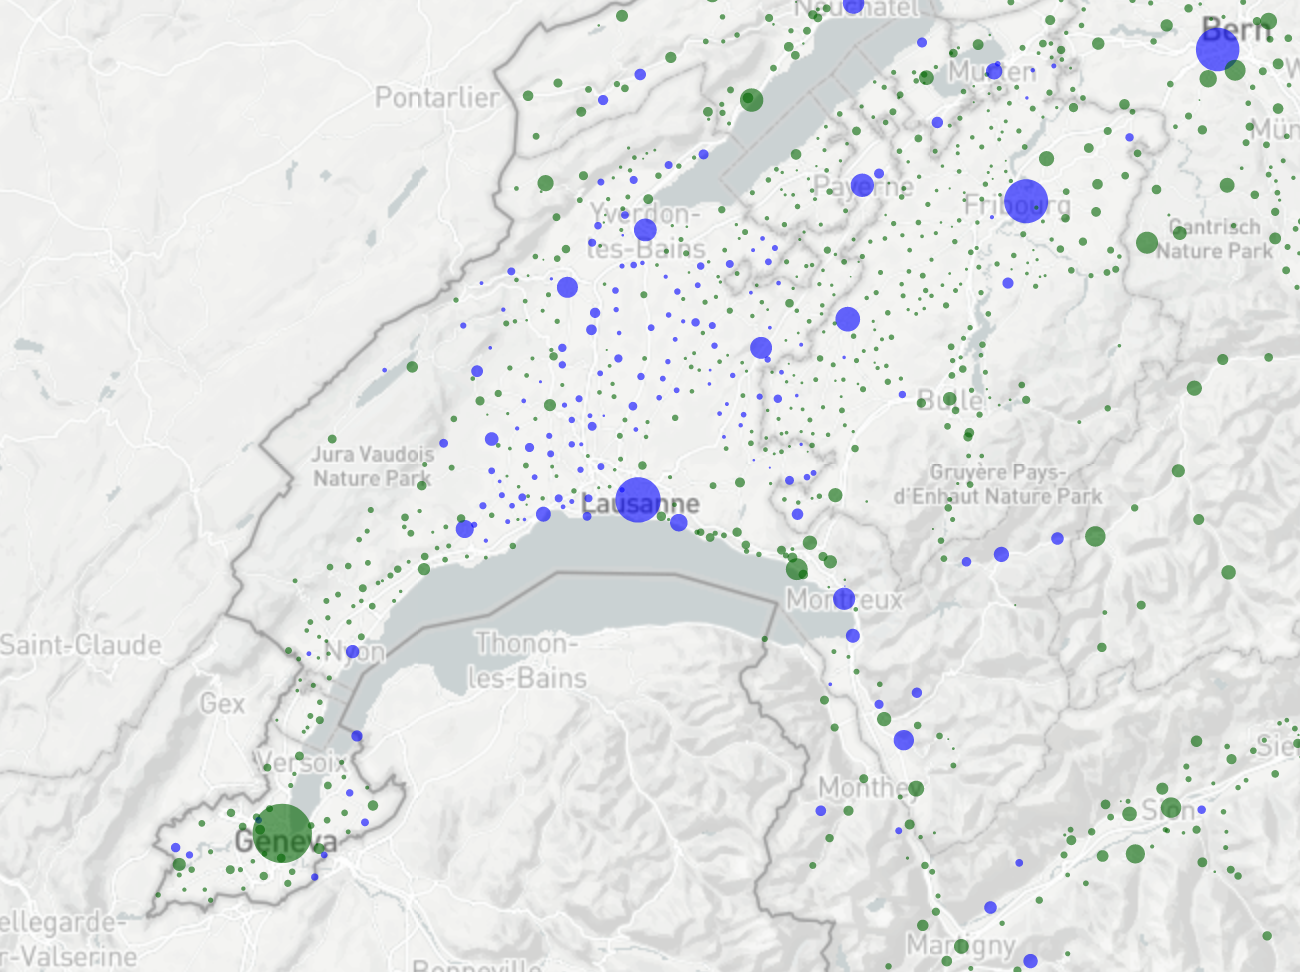 Neuchâtel
Bern
Murten
W
Pontarlier
Mün
Payerne
Fribourg
Yverdon-
les-Bains
Gantrisch
Nature Park
Bulle
Jura Vaudois
Nature Park
Gruyère Pays-
d'Enhaut Nature Park
Lausanne
Montreux
Saint-Claude
Nyon
Thonon-
les-Bains
Gex
Versoix
Sie
Monthey
Sion
Geneva
ellegarde-
r-Valserine
Martigny
Bonneville